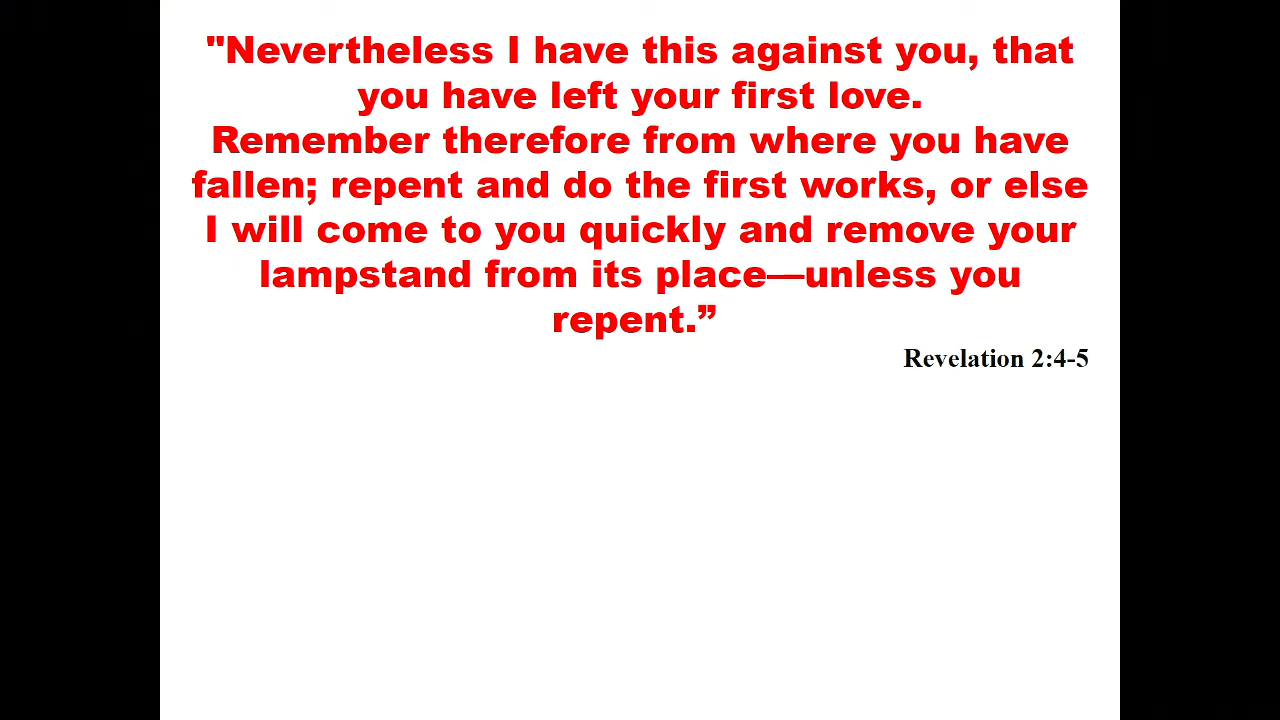 "Nevertheless I have this against you, that
you have left your first love.
Remember therefore from where you have
fallen; repent and do the first works, or else
I will come to you quickly and remove your
lampstand from its place—unless you
repent.”
Revelation 2:4-5